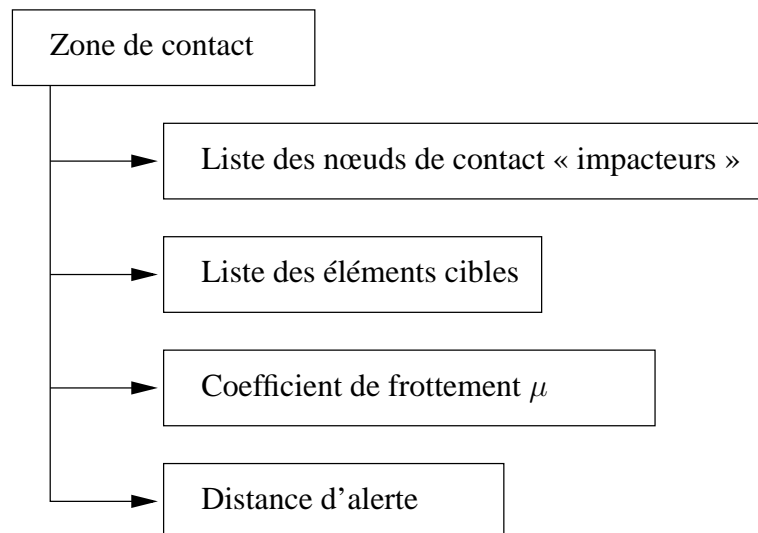 Zone de contact
Liste des nœuds de contact « impacteurs »
Liste des éléments cibles
Coefficient de frottement μ
Distance d’alerte